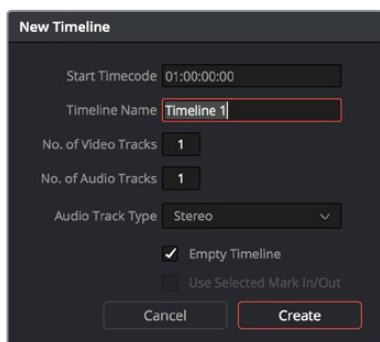 New Timeline
Start Timecode 01:00:00:00
Timeline Name Timeline 1
No. of Video Tracks 1
No. of Audio Tracks 1
Audio Track Type Stereo
Empty Timeline
Use Selected Mark In/Out
Cancel Create